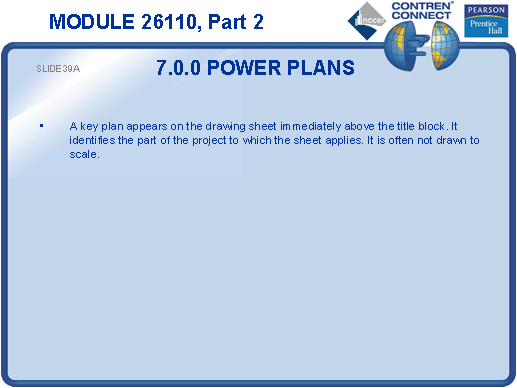 MODULE 26110, Part 2
nccer
CONTREN®
CONNECT
PEARSON
Prentice
Hall
SLIDE 39A
7.0.0 POWER PLANS
• A key plan appears on the drawing sheet immediately above the title block. It
identifies the part of the project to which the sheet applies. It is often not drawn to
scale.